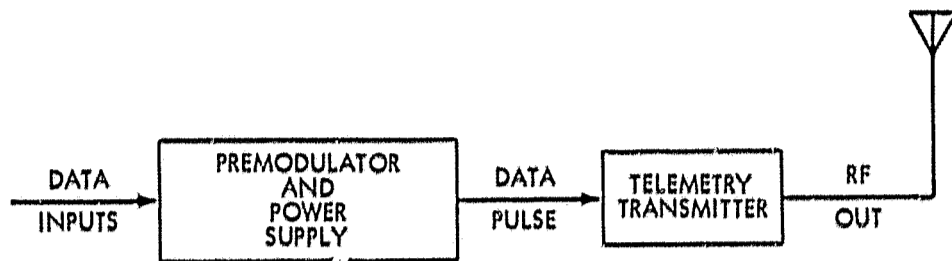 DATA
INPUTS
PREMODULATOR
AND
POWER
SUPPLY
DATA
PULSE
TELEMETRY
TRANSMITTER
RF
OUT